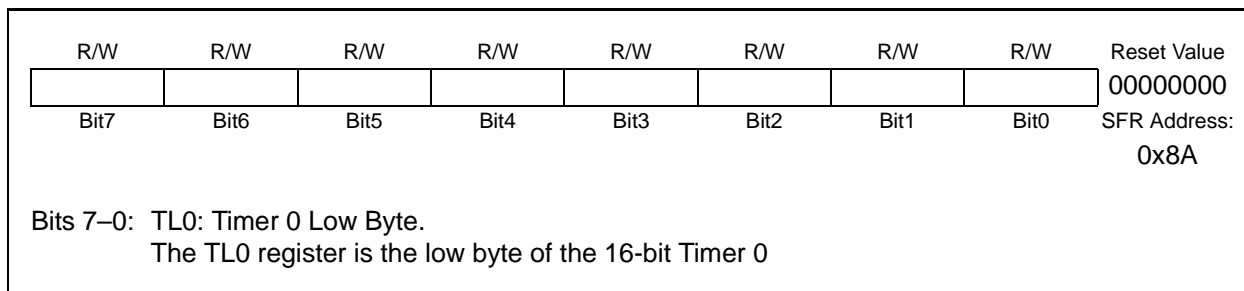 R/W R/W R/W R/W R/W R/W R/W R/W Reset Value
00000000
Bit7 Bit6 Bit5 Bit4 Bit3 Bit2 Bit1 Bit0 SFR Address:
0x8A
Bits 7–0: TL0: Timer 0 Low Byte.
The TL0 register is the low byte of the 16-bit Timer 0